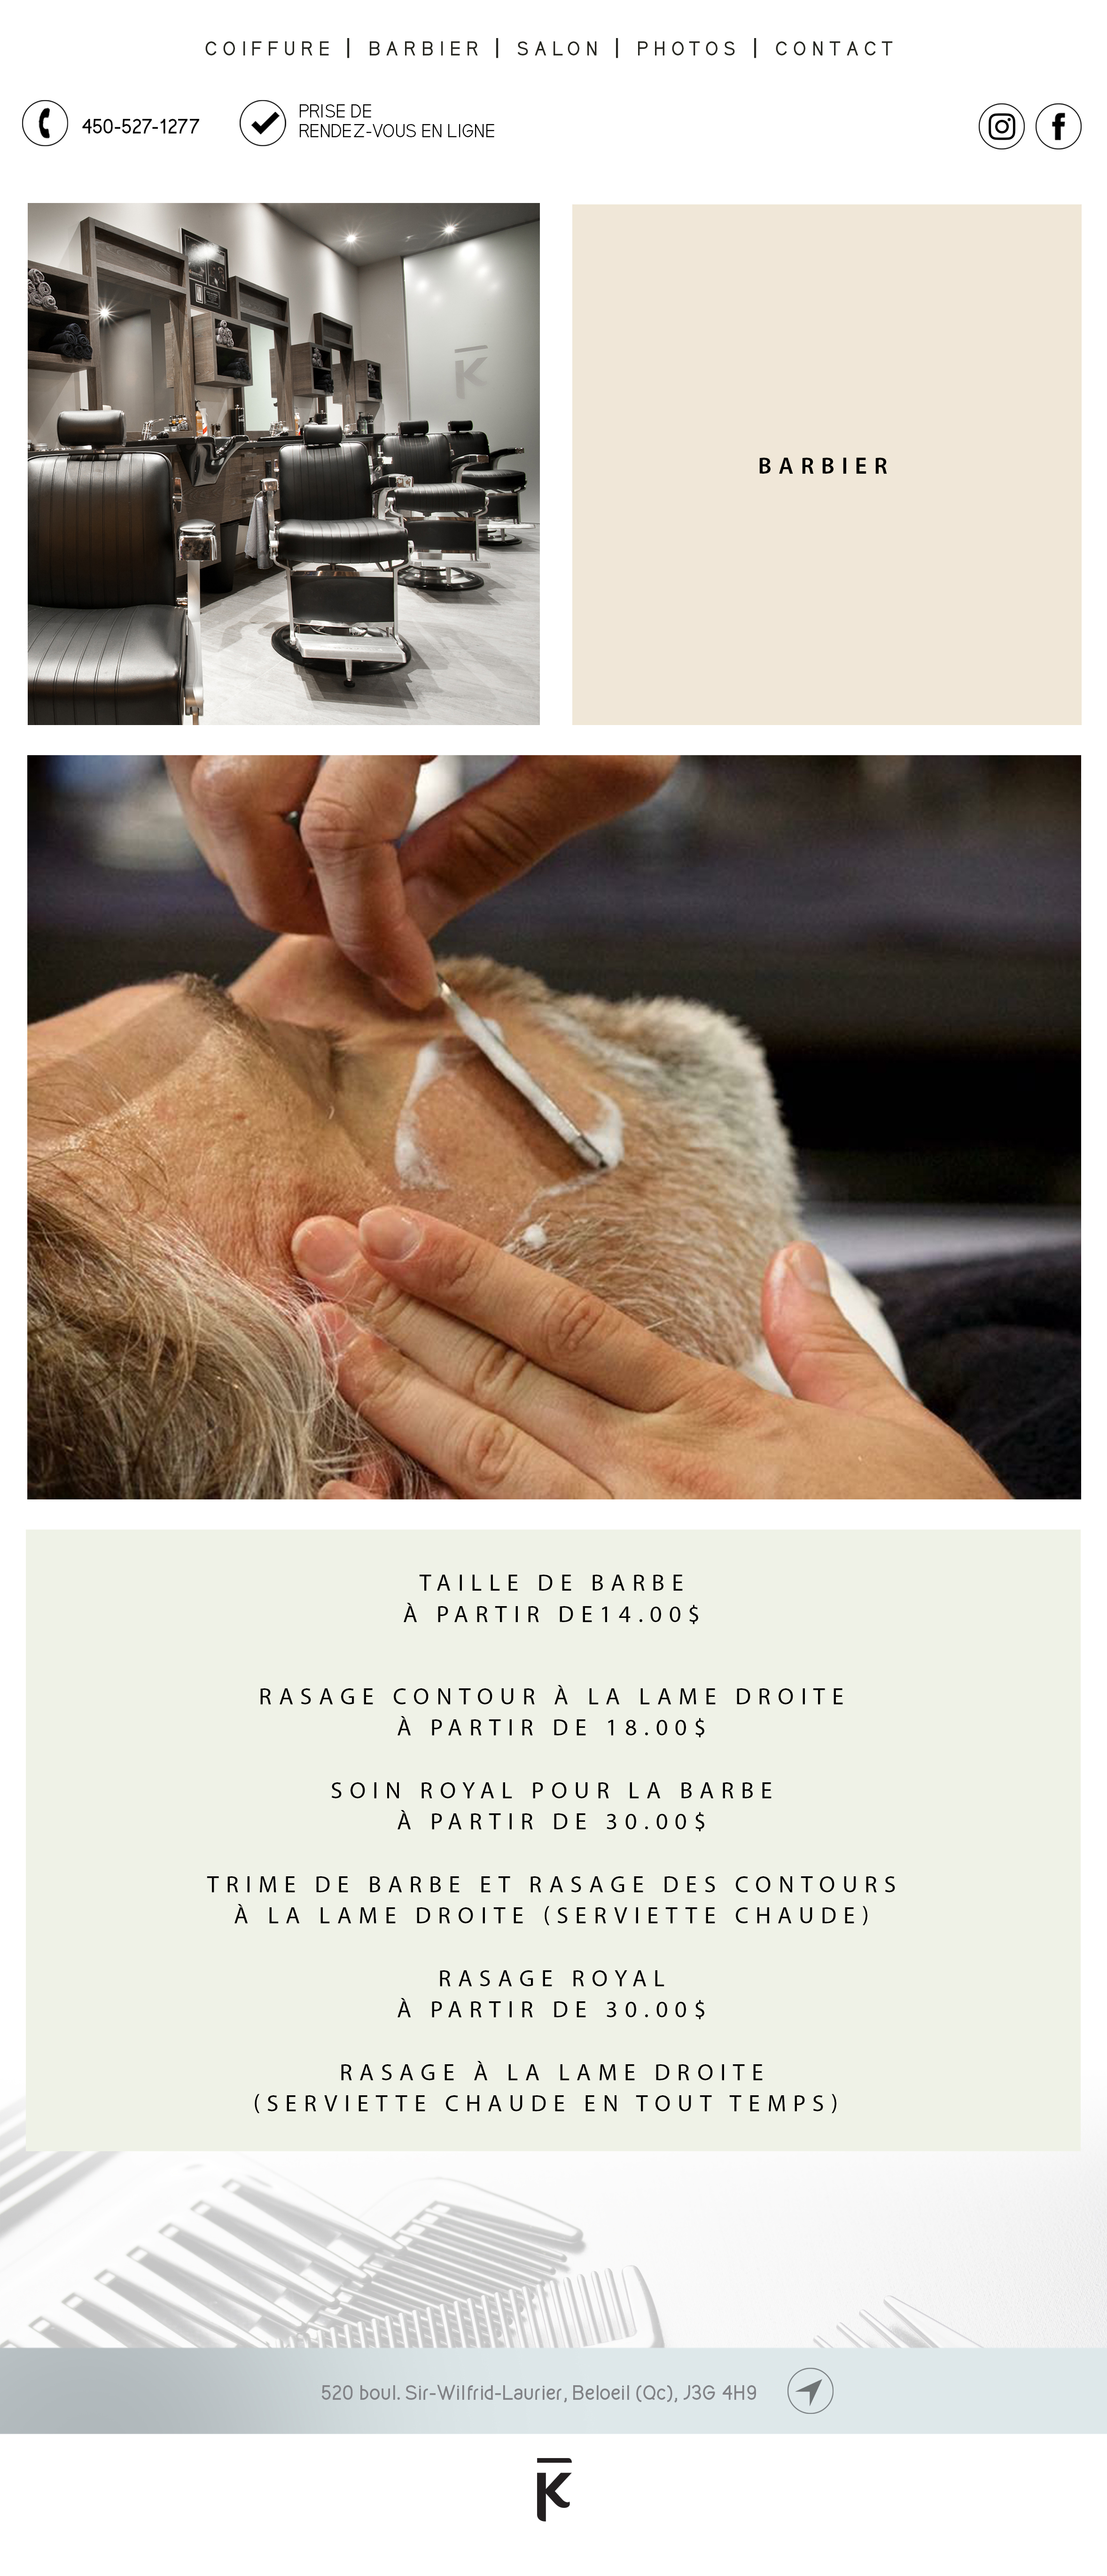 COIFFURE | BARBIER | SALON | PHOTOS | CONTACT
450-527-1277
PRISE DE
RENDEZ-VOUS EN LIGNE
K
BARBIER
TAILLE DE BARBE
À PARTIR DE14.00$
RASAGE CONTOUR À LA LAME DROITE
À PARTIR DE 18.00$
SOIN ROYAL POUR LA BARBE
À PARTIR DE 30.00$
TRIME DE BARBE ET RASAGE DES CONTOURS
À LA LAME DROITE (SERVIETTE CHAUDE)
RASAGE ROYAL
À PARTIR DE 30.00$
RASAGE À LA LAME DROITE
(SERVIETTE CHAUDE EN TOUT TEMPS)
520 boul. Sir-Wilfrid-Laurier, Beloeil (Qc), J3G 4H9
K